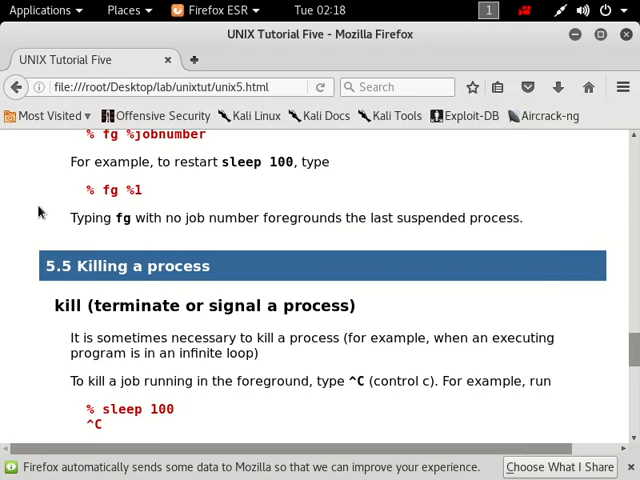 Applications ▾ Places ▾ Firefox ESR ▾ Tue 02:18 1
UNIX Tutorial Five - Mozilla Firefox
UNIX Tutorial Five
file:///root/Desktop/lab/unixtut/unix5.html Search
Most Visited ▾ Offensive Security Kali Linux Kali Docs Kali Tools Exploit-DB Aircrack-ng
% fg %jobnumber
For example, to restart sleep 100, type
% fg %1
Typing fg with no job number foregrounds the last suspended process.
5.5 Killing a process
kill (terminate or signal a process)
It is sometimes necessary to kill a process (for example, when an executing
program is in an infinite loop)
To kill a job running in the foreground, type ^C (control c). For example, run
% sleep 100
^C
Firefox automatically sends some data to Mozilla so that we can improve your experience. Choose What I Share